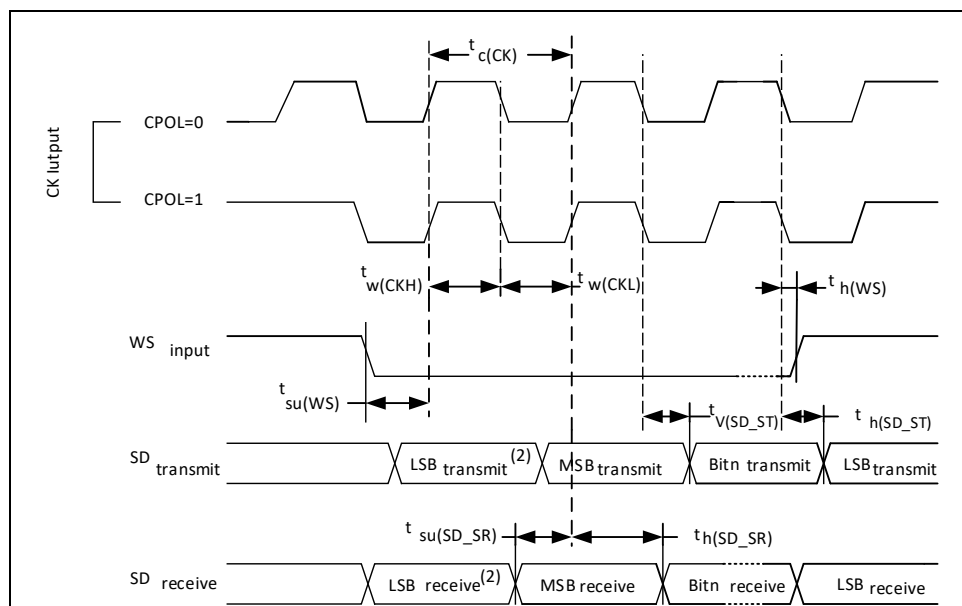 t c(CK)
CK Iutput
CPOL=0
CPOL=1
t w(CKH)
t w(CKL)
t h(WS)
WS input
t su(WS)
t V(SD_ST)
t h(SD_ST)
SD transmit
LSB transmit(2)
MSB transmit
Bitn transmit
LSB transmit
t su(SD_SR)
t h(SD_SR)
SD receive
LSB receive(2)
MSB receive
Bitn receive
LSB receive